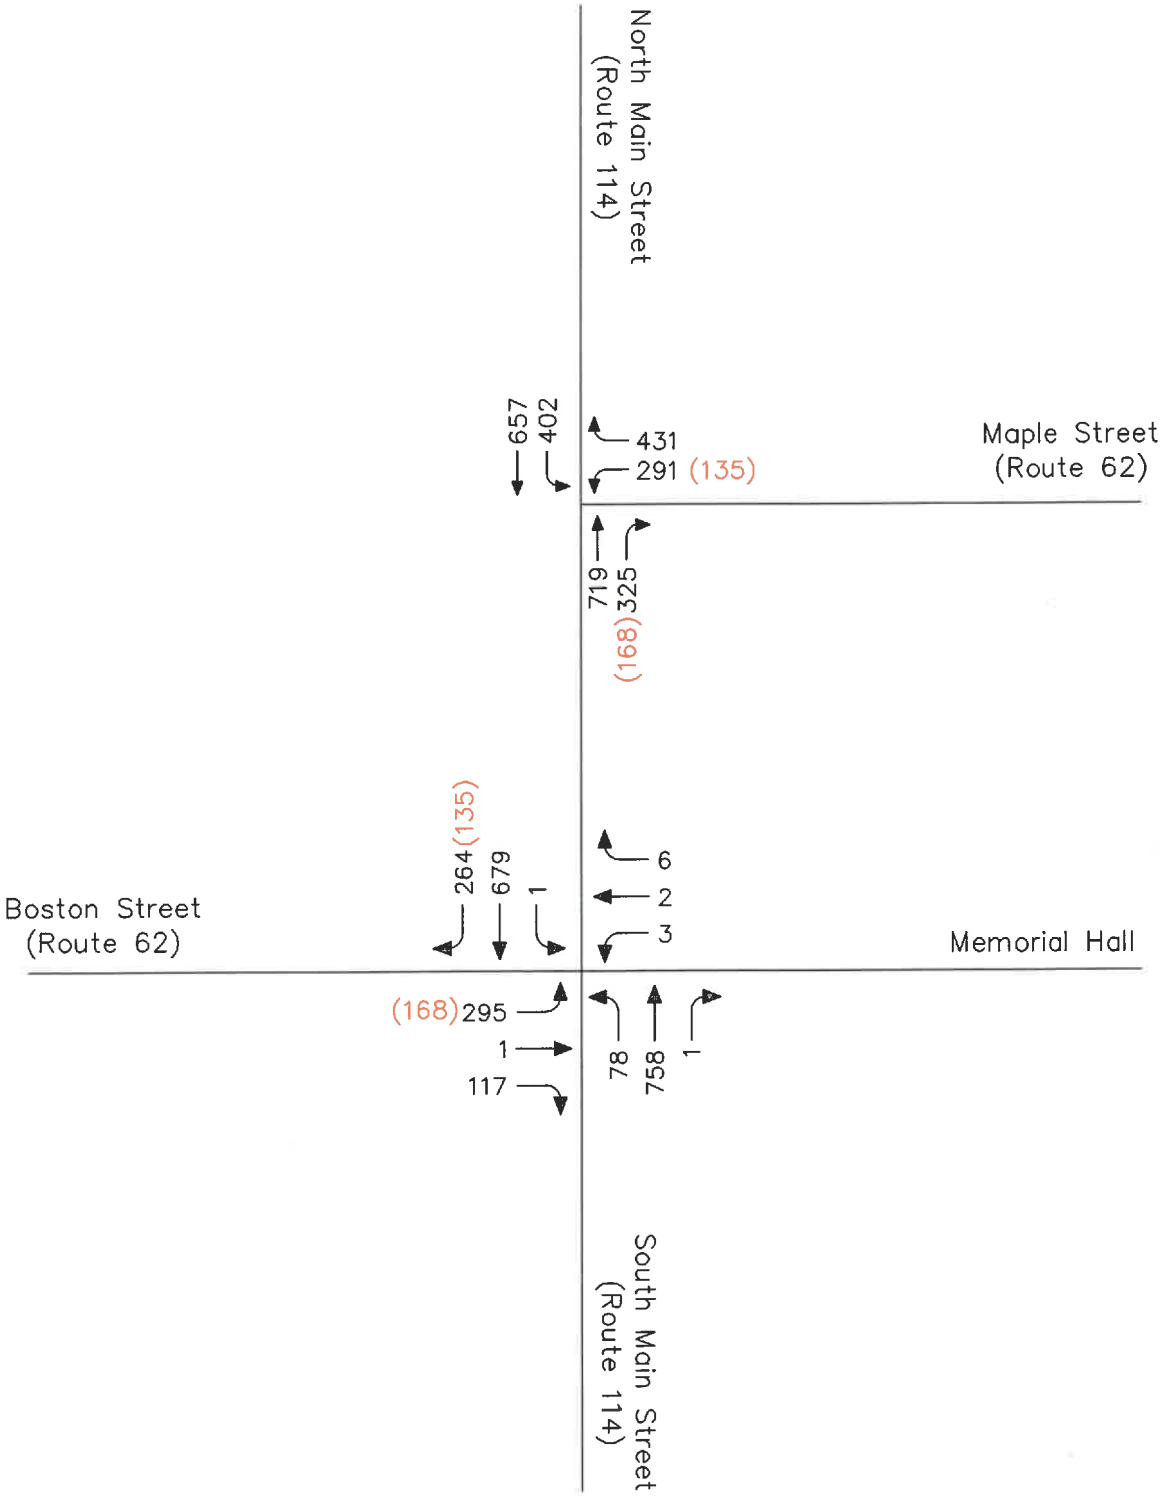 North Main Street
(Route 114)
657
402
431
291 (135)
Maple Street
(Route 62)
719
(168)325
264(135)
679
1
6
2
3
Boston Street
(Route 62)
Memorial Hall
(168)295
1
117
78
758
1
South Main Street
(Route 114)